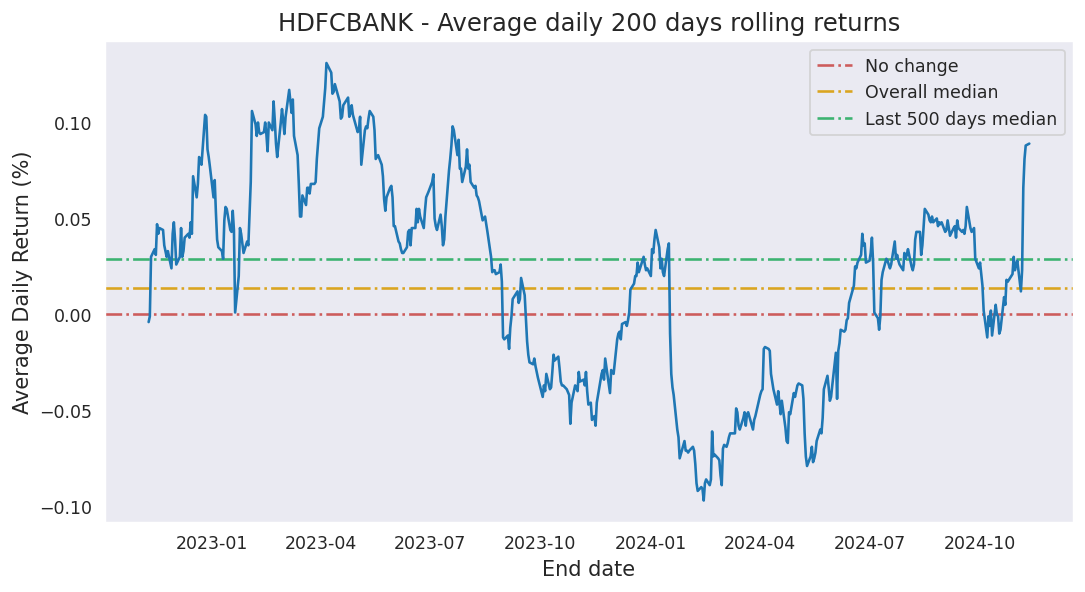 HDFCBANK - Average daily 200 days rolling returns
No change
Overall median
Last 500 days median
Average Daily Return (%)
0.10
0.05
0.00
−0.05
−0.10
2023-01 2023-04 2023-07 2023-10 2024-01 2024-04 2024-07 2024-10
End date